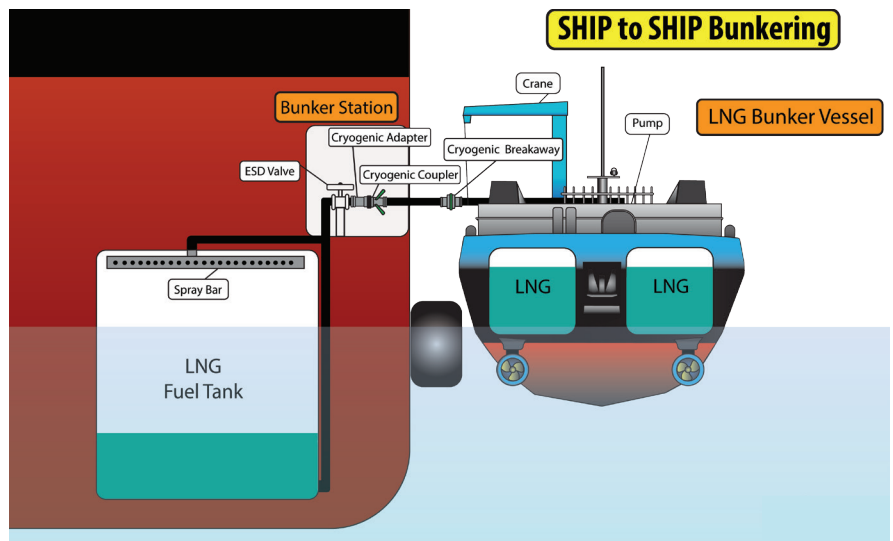 SHIP to SHIP Bunkering
Crane
Bunker Station
LNG Bunker Vessel
Pump
Cryogenic Adapter
Cryogenic Breakaway
ESD Valve
Cryogenic Coupler
Spray Bar
LNG
LNG
LNG
Fuel Tank